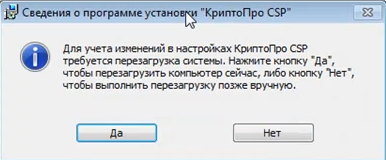 Сведения о программе установки "КриптоПро CSP"
Для учета изменений в настройках КриптоПро CSP
требуется перезагрузка системы. Нажмите кнопку "Да",
чтобы перезагрузить компьютер сейчас, либо кнопку "Нет",
чтобы выполнить перезагрузку позже вручную.
Да
Нет